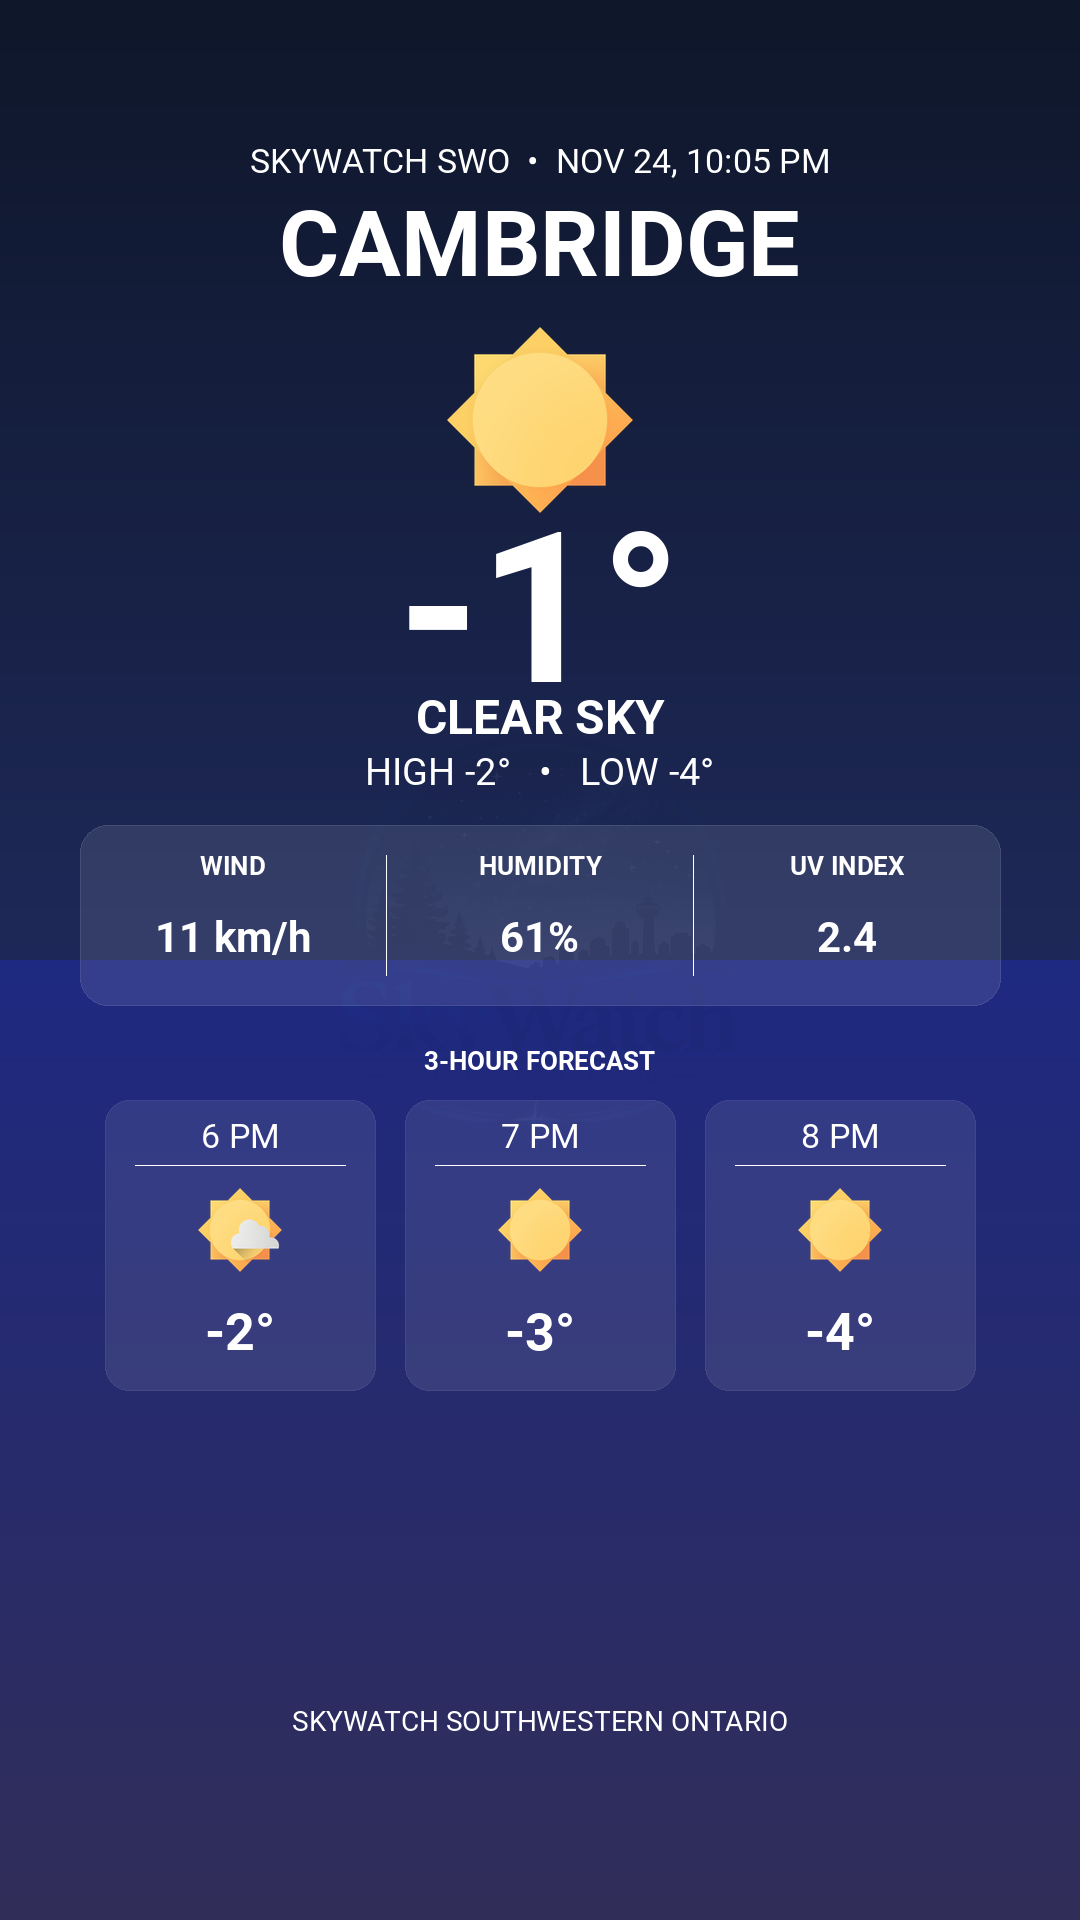 SKYWATCH SWO • NOV 24, 10:05 PM
CAMBRIDGE
-1°
CLEAR SKY
HIGH -2° • LOW -4°
WIND HUMIDITY UV INDEX
11 km/h 61% 2.4
SkyWatch
3-HOUR FORECAST
6 PM 7 PM 8 PM
-2° -3° -4°
SKYWATCH SOUTHWESTERN ONTARIO